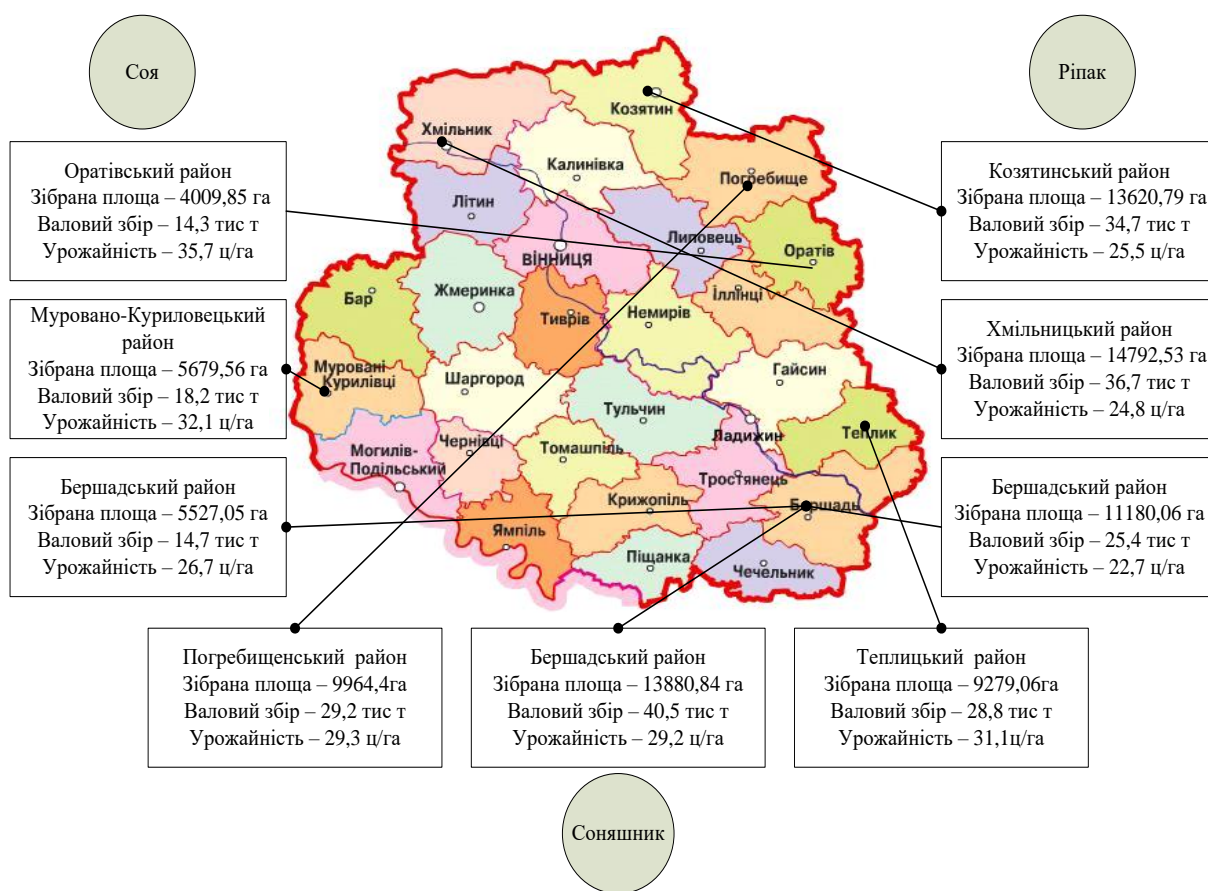 Соя
Ріпак
Оратівський район
Зібрана площа – 4009,85 га
Валовий збір – 14,3 тис т
Урожайність – 35,7 ц/га
Муровано-Куриловецький
район
Зібрана площа – 5679,56 га
Валовий збір – 18,2 тис т
Урожайність – 32,1 ц/га
Бершадський район
Зібрана площа – 5527,05 га
Валовий збір – 14,7 тис т
Урожайність – 26,7 ц/га
Козятин
Хмільник
Калинівка
Погребище
Літин
Липовець
Оратів
ВІННИЦЯ
Іллінці
Бар
Жмеринка
Тиврів
Немирів
Муровані
Курилівці
Шаргород
Гайсин
Тульчин
Ладижин
Теплик
Могилів-
Подільський
Чернівці
Томашпіль
Тростянець
Крижопіль
Бершадь
Ямпіль
Піщанка
Чечельник
Козятинський район
Зібрана площа – 13620,79 га
Валовий збір – 34,7 тис т
Урожайність – 25,5 ц/га
Хмільницький район
Зібрана площа – 14792,53 га
Валовий збір – 36,7 тис т
Урожайність – 24,8 ц/га
Бершадський район
Зібрана площа – 11180,06 га
Валовий збір – 25,4 тис т
Урожайність – 22,7 ц/га
Погребищенський район
Зібрана площа – 9964,4га
Валовий збір – 29,2 тис т
Урожайність – 29,3 ц/га
Бершадський район
Зібрана площа – 13880,84 га
Валовий збір – 40,5 тис т
Урожайність – 29,2 ц/га
Теплицький район
Зібрана площа – 9279,06га
Валовий збір – 28,8 тис т
Урожайність – 31,1ц/га
Соняшник